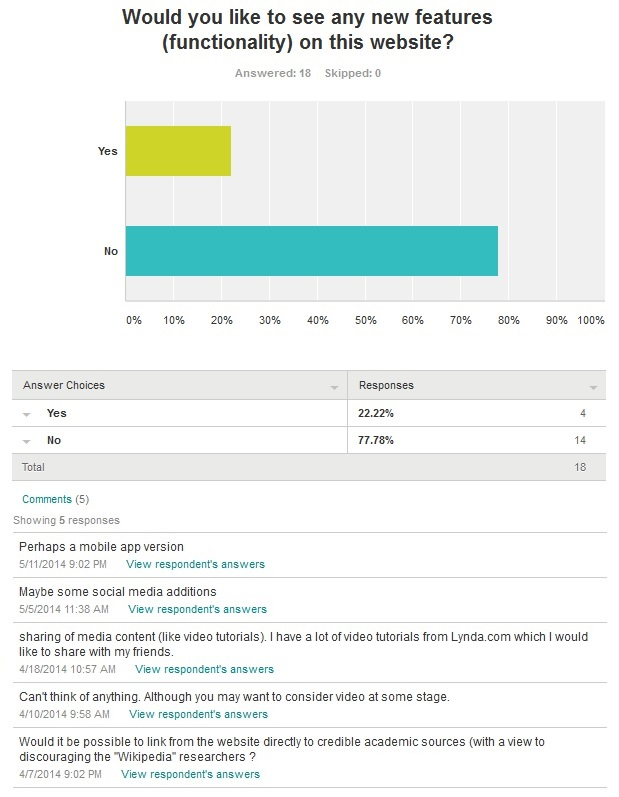 Would you like to see any new features
(functionality) on this website?
Answered: 18 Skipped: 0
Yes
No
0% 10% 20% 30% 40% 50% 60% 70% 80% 90% 100%
Answer Choices Responses
Yes 22.22% 4
No 77.78% 14
Total 18
Comments (5)
Showing 5 responses
Perhaps a mobile app version
5/11/2014 9:02 PM View respondent's answers
Maybe some social media additions
5/5/2014 11:38 AM View respondent's answers
sharing of media content (like video tutorials). I have a lot of video tutorials from Lynda.com which I would
like to share with my friends.
4/18/2014 10:57 AM View respondent's answers
Can't think of anything. Although you may want to consider video at some stage.
4/10/2014 9:58 AM View respondent's answers
Would it be possible to link from the website directly to credible academic sources (with a view to
discouraging the "Wikipedia" researchers ?
4/7/2014 9:02 PM View respondent's answers